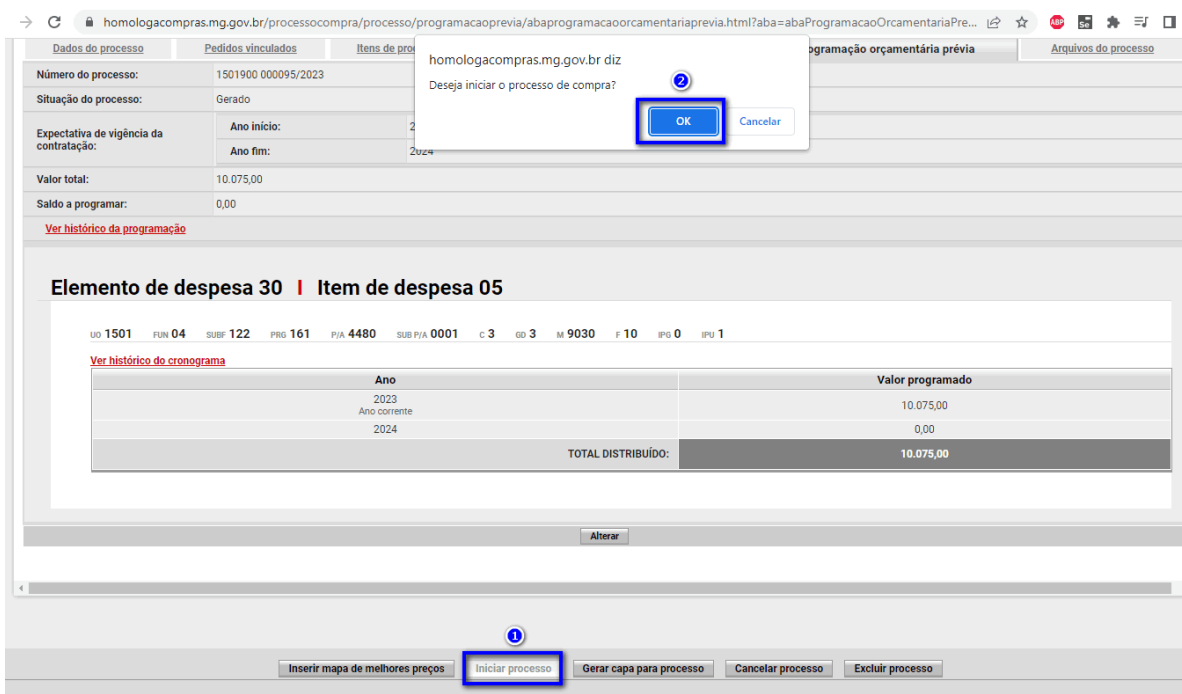 homologacompras.mg.gov.br/processocompra/processo/programacaoprevia/abaprogramacaoorcamentariaprevia.html?aba=abaProgramacaoOrcamentariaPre...
ABP
Se
Dados do processo Pedidos vinculados Itens de pro ogramação orçamentária prévia Arquivos do processo
homologacompras.mg.gov.br diz
Deseja iniciar o processo de compra?
2
OK Cancelar
Número do processo: 1501900 000095/2023
Situação do processo: Gerado
Expectativa de vigência da contratação:
Ano início: 2
Ano fim: 2024
Valor total: 10.075,00
Saldo a programar: 0,00
Ver histórico da programação
Elemento de despesa 30 I Item de despesa 05
UO 1501 FUN 04 SUBF 122 PRG 161 P/A 4480 SUB P/A 0001 C 3 GD 3 M 9030 F 10 IPG 0 IPU 1
Ver histórico do cronograma
Ano Valor programado
2023 10.075,00
Ano corrente
2024 0,00
TOTAL DISTRIBUÍDO: 10.075,00
Alterar
1
Inserir mapa de melhores preços Iniciar processo Gerar capa para processo Cancelar processo Excluir processo